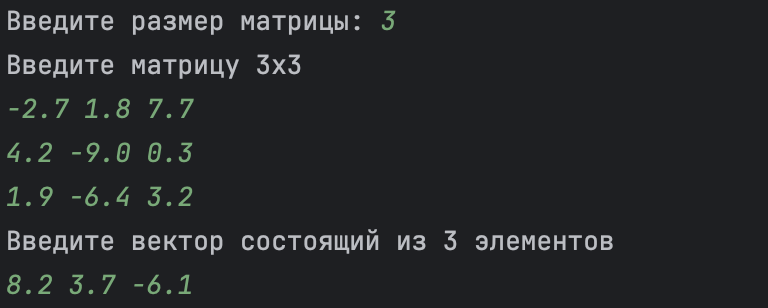 Введите размер матрицы: 3
Введите матрицу 3x3
-2.7 1.8 7.7
4.2 -9.0 0.3
1.9 -6.4 3.2
Введите вектор состоящий из 3 элементов
8.2 3.7 -6.1